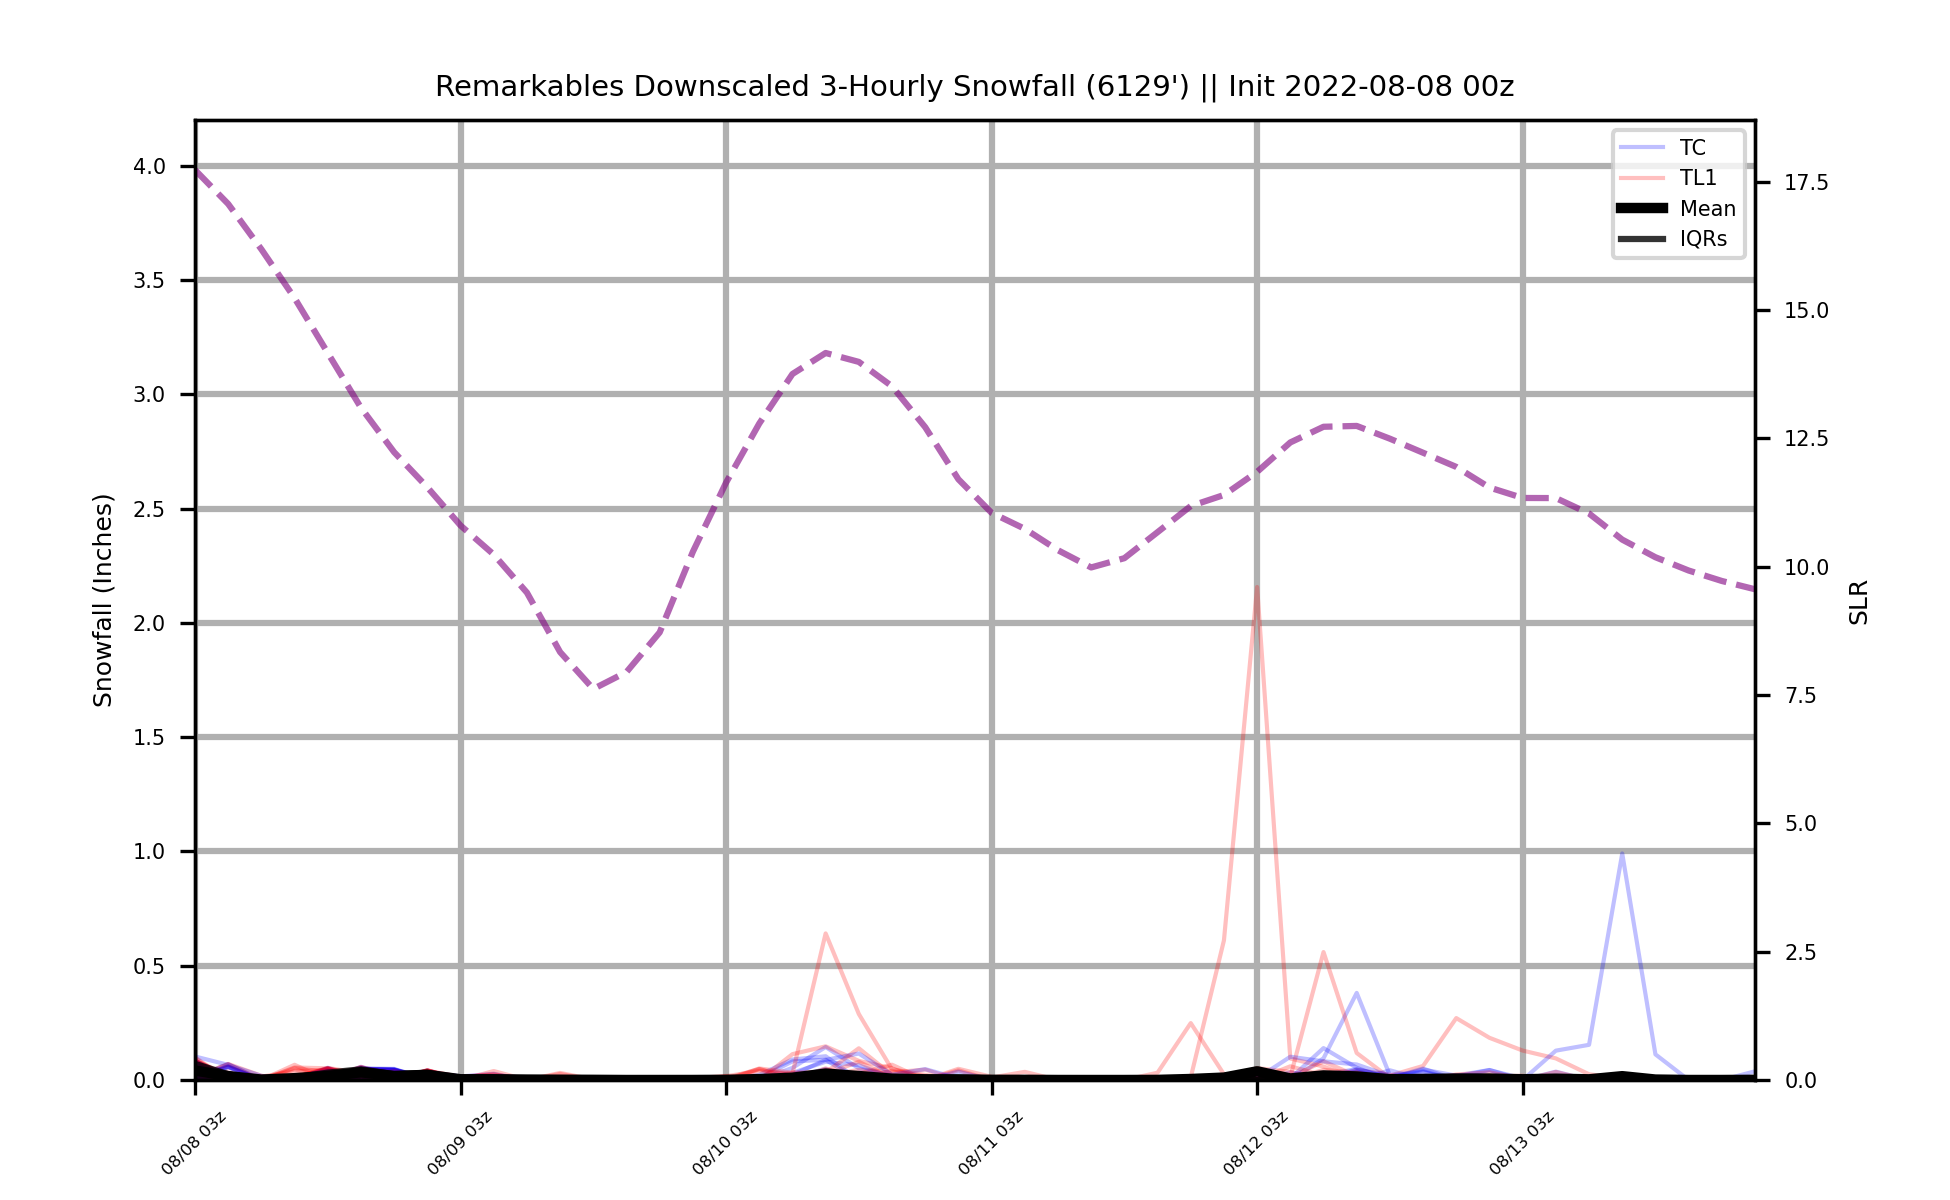 Remarkables Downscaled 3-Hourly Snowfall (6129') || Init 2022-08-08 00z
TC
TL1
Mean
IQRs
Snowfall (Inches)
4.0
3.5
3.0
2.5
2.0
1.5
1.0
0.5
0.0
17.5
15.0
12.5
10.0
7.5
5.0
2.5
0.0
SLR
08/08 03z
08/09 03z
08/10 03z
08/11 03z
08/12 03z
08/13 03z